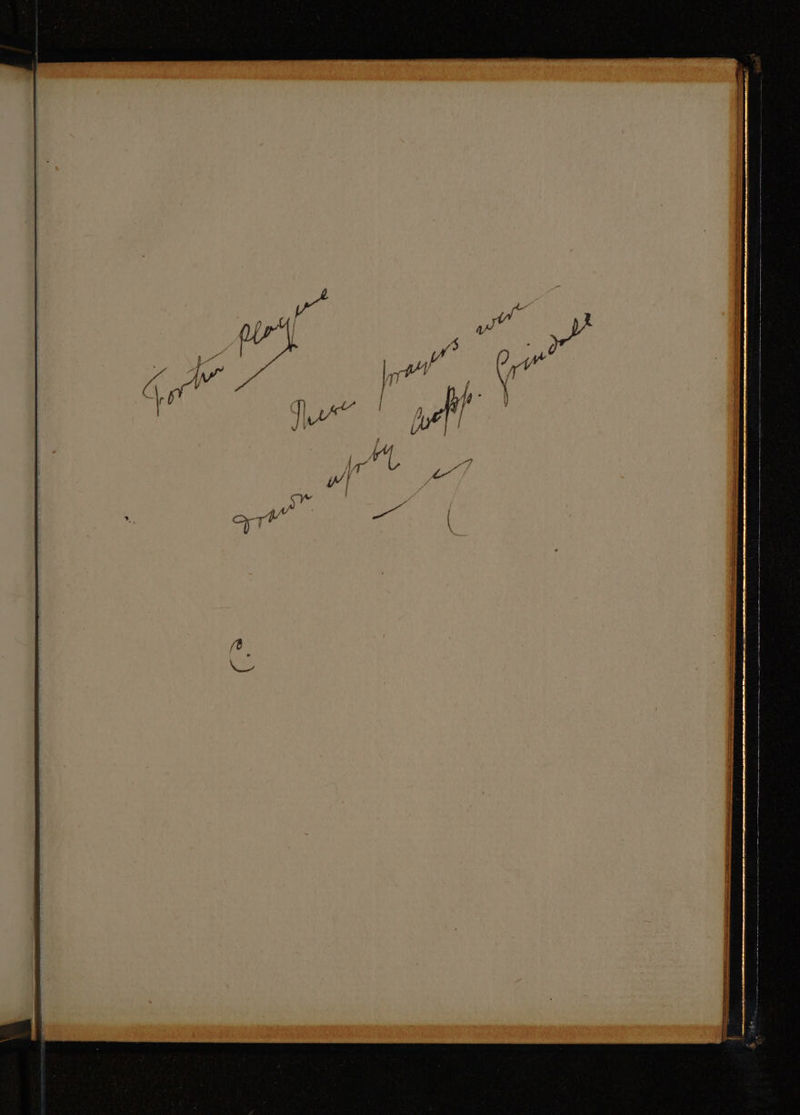 For the Plague
These prayers were
drawn up by Archbp. Grindall
C.